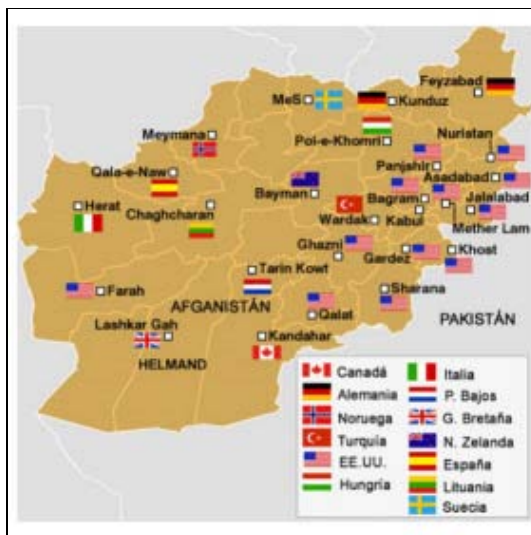 Feyzabad
MeS
Kunduz
Nuristan
Meymana
Pol-e-Khomri
Panjshir
Qala-e-Naw
Asadabad
Bayman
Bagram
Jalalabad
Herat
Chaghcharan
Wardak
Kabul
Mether Lam
Ghazni
Gardez
Khost
Tarin Kowt
Farah
Sharana
AFGANISTÁN
PAKISTÁN
Qalat
Lashkar Gah
Kandahar
HELMAND
Canadá
Alemania
Noruega
Turquía
EE.UU.
Hungría
Italia
P. Bajos
G. Bretaña
N. Zelanda
España
Lituania
Suecia